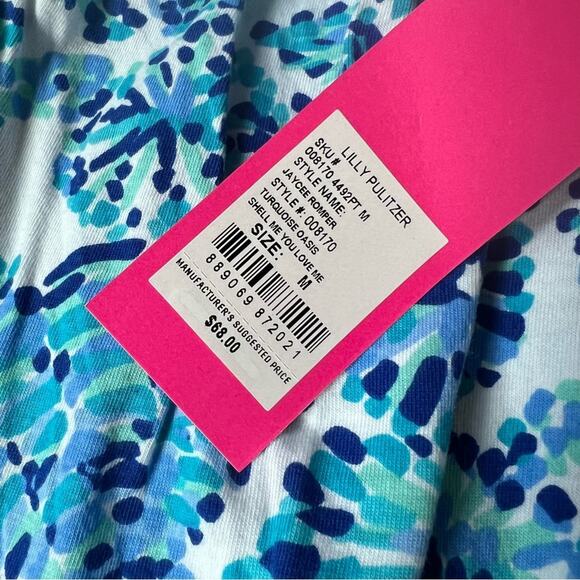 LILLY PULITZER
SKU#
008170 4492PT M
STYLE NAME:
JAYCEE ROMPER
STYLE #: 008170
TURQUOISE OASIS
SHELL ME YOU LOVE ME
SIZE: M
889069 872021
MANUFACTURER'S SUGGESTED PRICE
$68.00